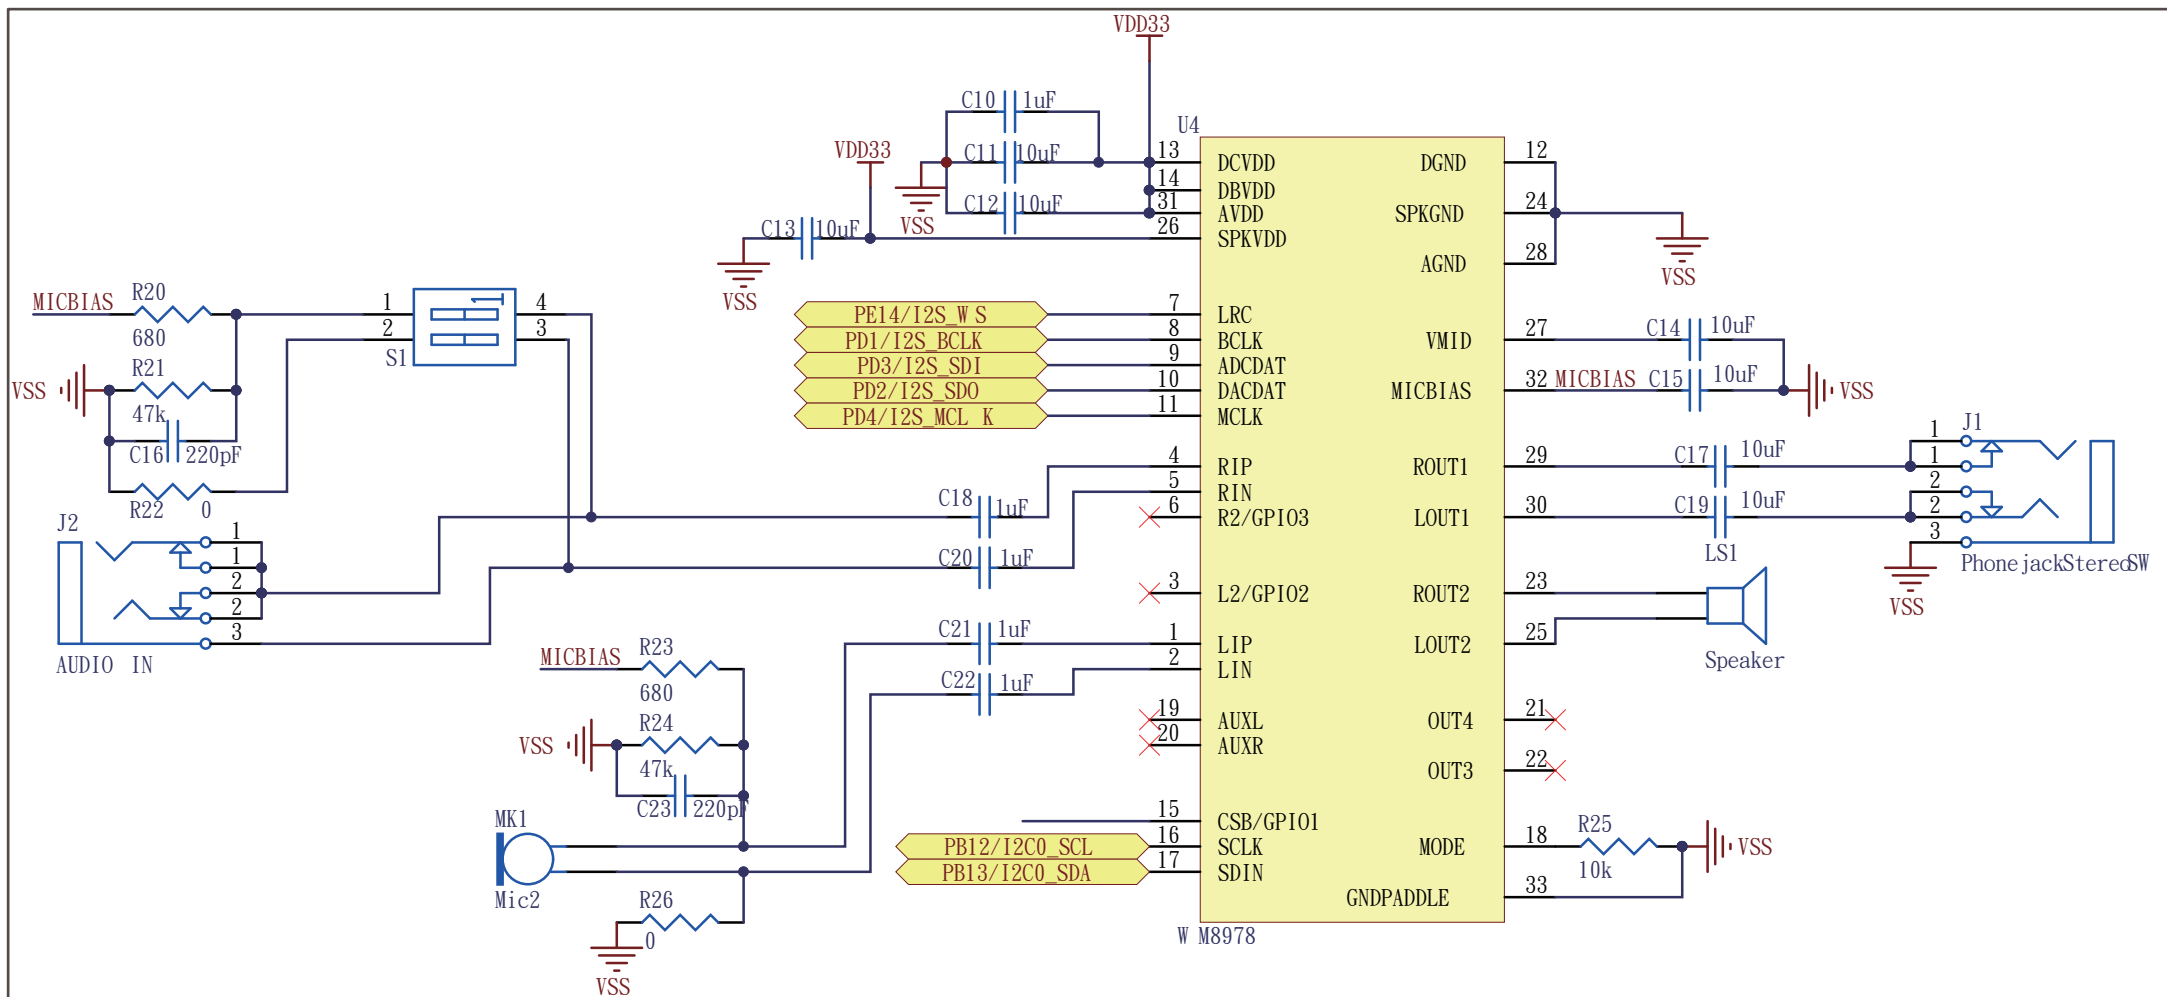 VDD33
C10 1uF
U4
VDD33
C11 10uF
13 DCVDD
DGND 12
14 DBVDD
C12 10uF
31 AVDD
SPKGND 24
VSS
C13 10uF
26 SPKVDD
AGND 28
VSS
VSS
MICBIAS
R20
680
1
2
4
3
S1
R21
47k
VSS
C16 220pF
R22 0
PE14/I2S_W S
7 LRC
PD1/I2S_BCLK
8 BCLK
PD3/I2S_SDI
9 ADCDAT
PD2/I2S_SDO
10 DACDAT
PD4/I2S_MCL K
11 MCLK
VMID 27
C14 10uF
MICBIAS 32
MICBIAS
C15 10uF
VSS
4 RIP
5 RIN
6 R2/GPIO3
C18 1uF
C20 1uF
ROUT1 29
C17 10uF
LOUT1 30
C19 10uF
J1
1
1
2
2
3
PhonejackStereoSW
VSS
J2
1
1
2
2
3
AUDIO IN
3 L2/GPIO2
ROUT2 23
LOUT2 25
LS1
Speaker
C21 1uF
1 LIP
C22 1uF
2 LIN
MICBIAS
R23
680
R24
47k
VSS
C23 220pF
19 AUXL
20 AUXR
OUT4 21
OUT3 22
MK1
Mic2
R26
0
VSS
15 CSB/GPIO1
PB12/I2C0_SCL
16 SCLK
PB13/I2C0_SDA
17 SDIN
MODE 18
R25
10k
VSS
GNDPADDLE 33
W M8978